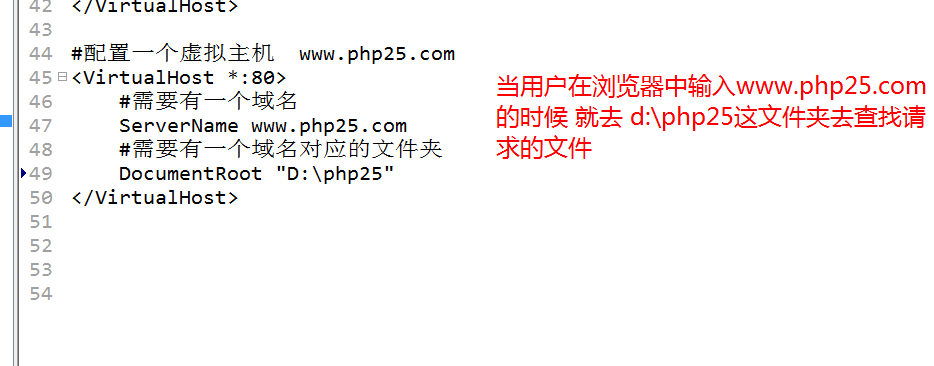 42 </VirtualHost>
43
44 #配置一个虚拟主机  www.php25.com
45 <VirtualHost *:80>
46     #需要有一个域名
47     ServerName www.php25.com
48     #需要有一个域名对应的文件夹
49     DocumentRoot "D:\php25"
50 </VirtualHost>
51
52
53
54
当用户在浏览器中输入www.php25.com
的时候 就去 d:\php25这文件夹去查找请
求的文件